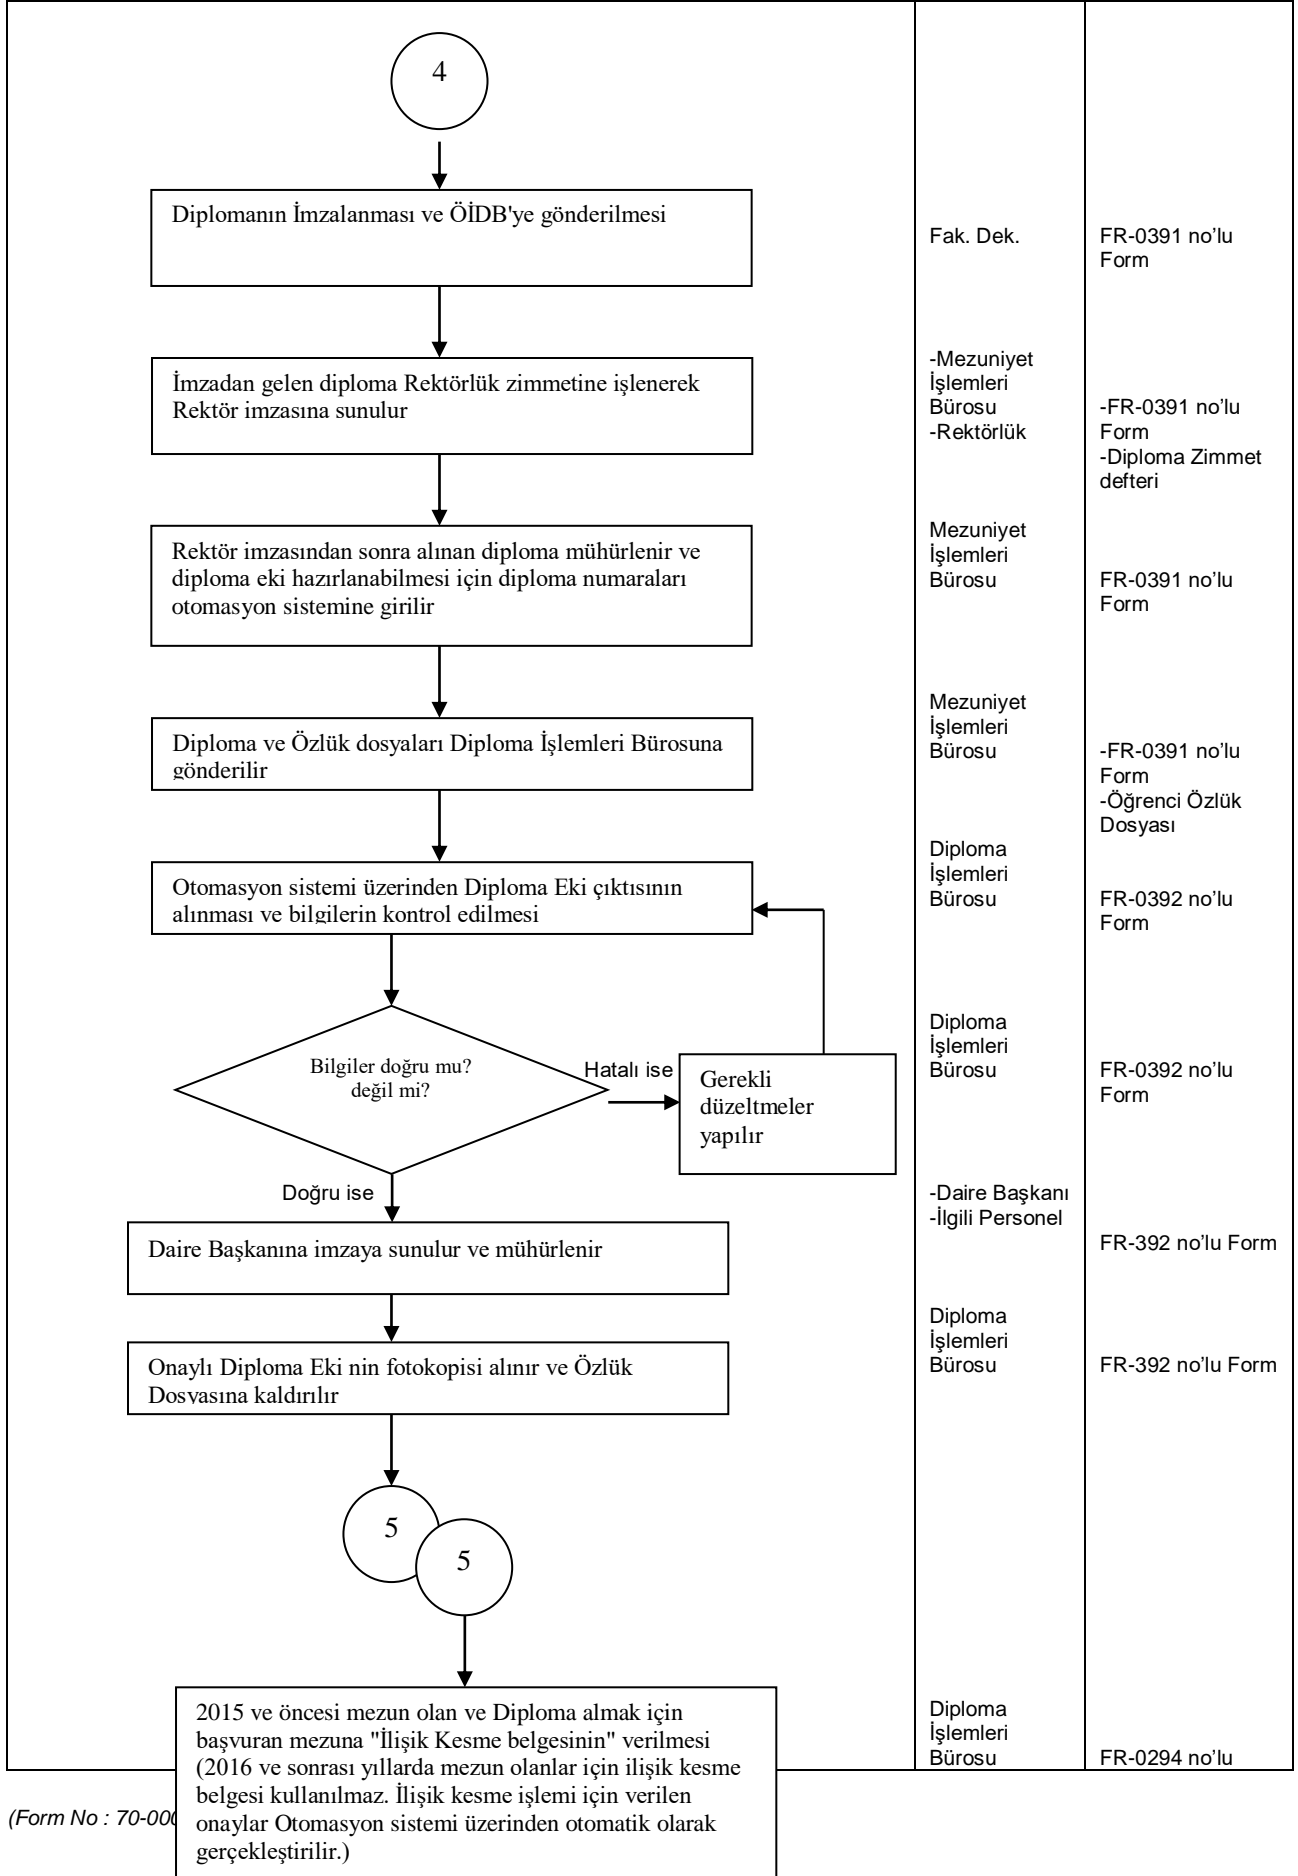 4
Diplomanın İmzalanması ve ÖİDB'ye gönderilmesi
Fak. Dek.
FR-0391 no’lu
Form
İmzadan gelen diploma Rektörlük zimmetine işlenerek
Rektör imzasına sunulur
-Mezuniyet
İşlemleri
Bürosu
-Rektörlük
-FR-0391 no’lu
Form
-Diploma Zimmet
defteri
Rektör imzasından sonra alınan diploma mühürlenir ve
diploma eki hazırlanabilmesi için diploma numaraları
otomasyon sistemine girilir
Mezuniyet
İşlemleri
Bürosu
FR-0391 no’lu
Form
Diploma ve Özlük dosyaları Diploma İşlemleri Bürosuna
gönderilir
Mezuniyet
İşlemleri
Bürosu
-FR-0391 no’lu
Form
-Öğrenci Özlük
Dosyası
Otomasyon sistemi üzerinden Diploma Eki çıktısının
alınması ve bilgilerin kontrol edilmesi
Diploma
İşlemleri
Bürosu
FR-0392 no’lu
Form
Bilgiler doğru mu?
değil mi?
Hatalı ise
Gerekli
düzeltmeler
yapılır
Diploma
İşlemleri
Bürosu
FR-0392 no’lu
Form
Doğru ise
Daire Başkanına imzaya sunulur ve mühürlenir
-Daire Başkanı
-İlgili Personel
FR-392 no’lu Form
Onaylı Diploma Eki nin fotokopisi alınır ve Özlük
Dosyasına kaldırılır
Diploma
İşlemleri
Bürosu
FR-392 no’lu Form
5
5
2015 ve öncesi mezun olan ve Diploma almak için
başvuran mezuna "İlişik Kesme belgesinin" verilmesi
(2016 ve sonrası yıllarda mezun olanlar için ilişik kesme
belgesi kullanılmaz. İlişik kesme işlemi için verilen
onaylar Otomasyon sistemi üzerinden otomatik olarak
gerçekleştirilir.)
Diploma
İşlemleri
Bürosu
FR-0294 no’lu
(Form No : 70-000